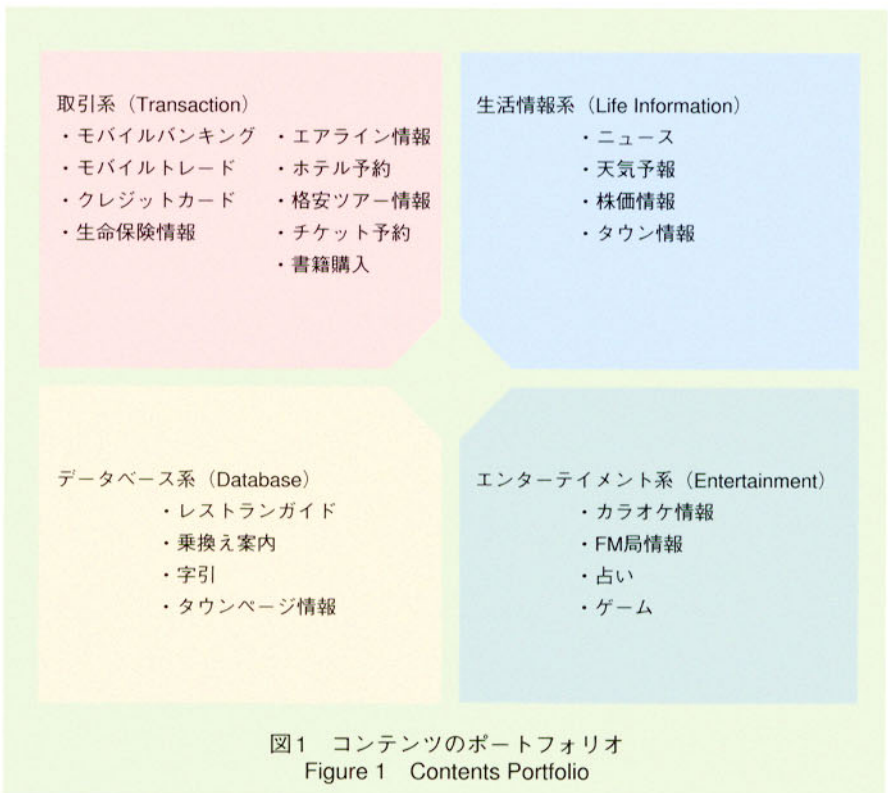 取引系（Transaction）
・モバイルバンキング ・エアライン情報
・モバイルトレード ・ホテル予約
・クレジットカード ・格安ツアー情報
・生命保険情報 ・チケット予約
・書籍購入
生活情報系（Life Information）
・ニュース
・天気予報
・株価情報
・タウン情報
データベース系（Database）
・レストランガイド
・乗換え案内
・字引
・タウンページ情報
エンターテイメント系（Entertainment）
・カラオケ情報
・FM局情報
・占い
・ゲーム
図1　コンテンツのポートフォリオ
Figure 1　Contents Portfolio